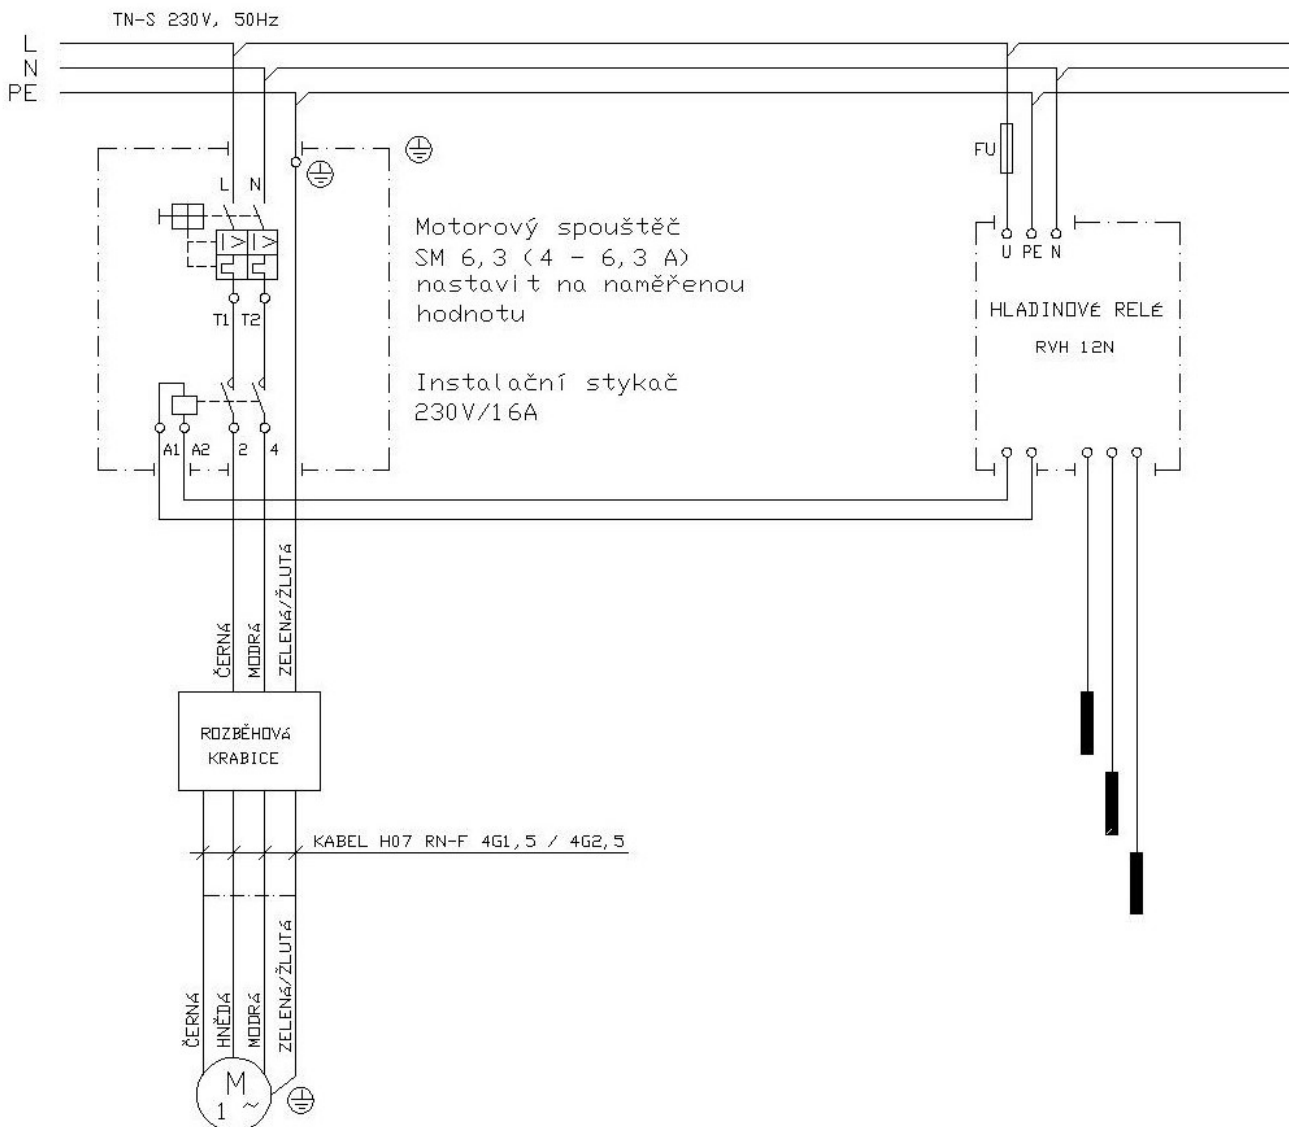 TN-S 230V, 50Hz
L
N
PE
FU
L N
U PE N
Motorový spouštěč
SM 6,3 (4 - 6,3 A)
nastavit na naměřenou
hodnotu
T1 T2
HLADINOVÉ RELÉ
RVH 12N
Instalační stykač
230V/16A
A1 A2 2 4
ČERNÁ
MODRÁ
ZELENÁ/ŽLUTÁ
ROZBĚHOVÁ
KRABICE
KABEL H07 RN-F 4G1,5 / 4G2,5
ČERNÁ
HNĚDÁ
MODRÁ
ZELENÁ/ŽLUTÁ
M
1 ~